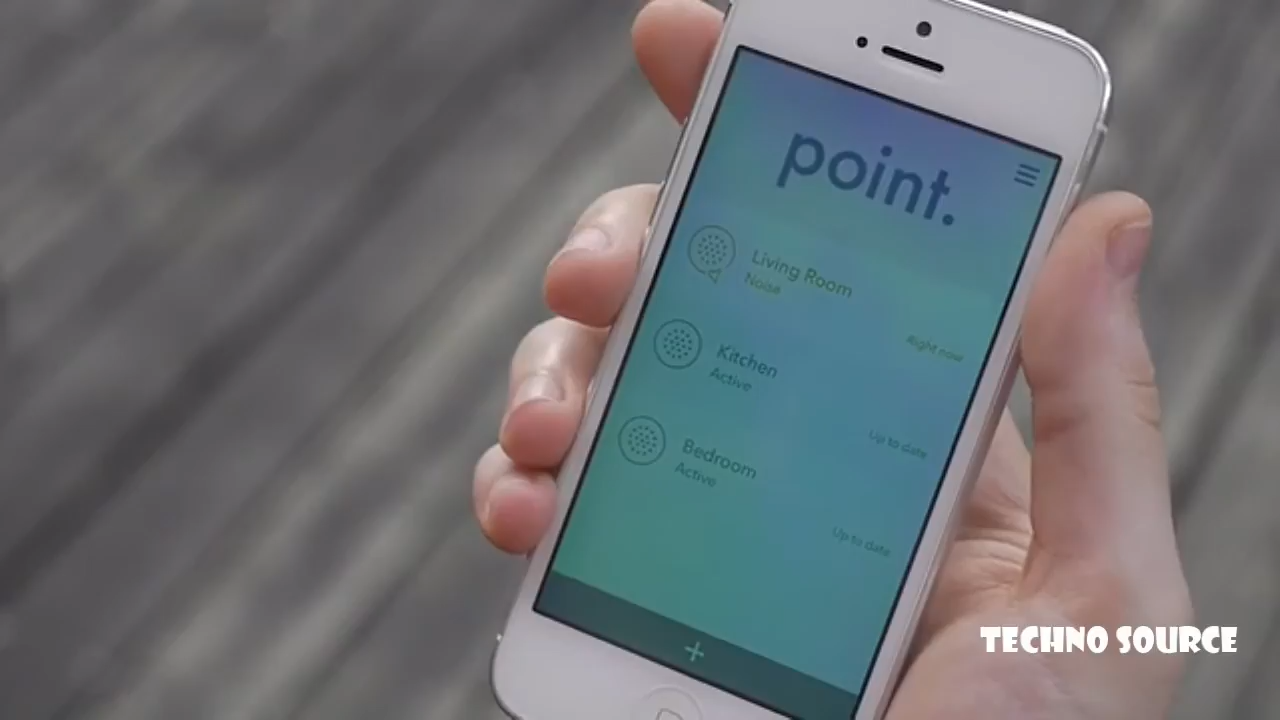 point.
Living Room
Noise
Right now
Kitchen
Active
Up to date
Bedroom
Active
Up to date
+
TECHNO SOURCE